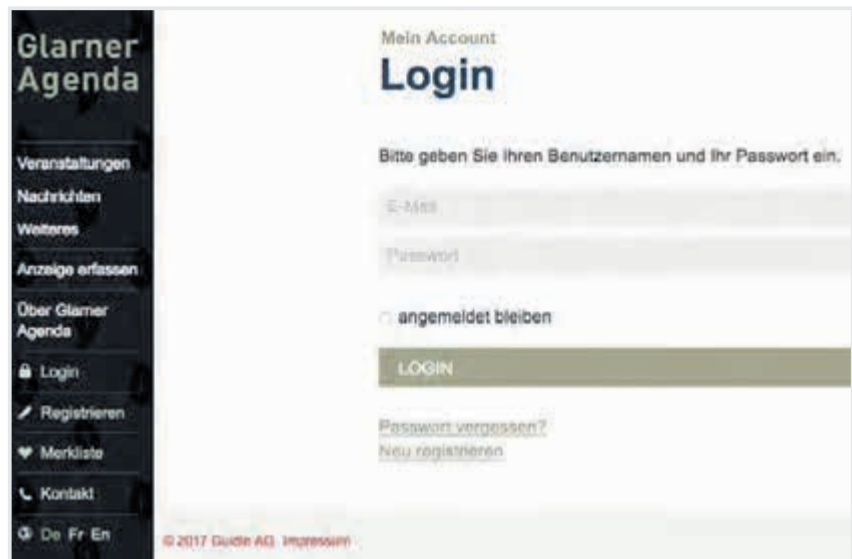 Glarner
Agenda
Veranstaltungen
Nachrichten
Weiteres
Anzeige erfassen
Über Glarner
Agenda
Login
Registrieren
Merkliste
Kontakt
De Fr En
Mein Account
Login
Bitte geben Sie Ihren Benutzernamen und Ihr Passwort ein.
E-Mail
Passwort
angemeldet bleiben
LOGIN
Passwort vergessen?
Neu registrieren
© 2017 Guide AG Impressum